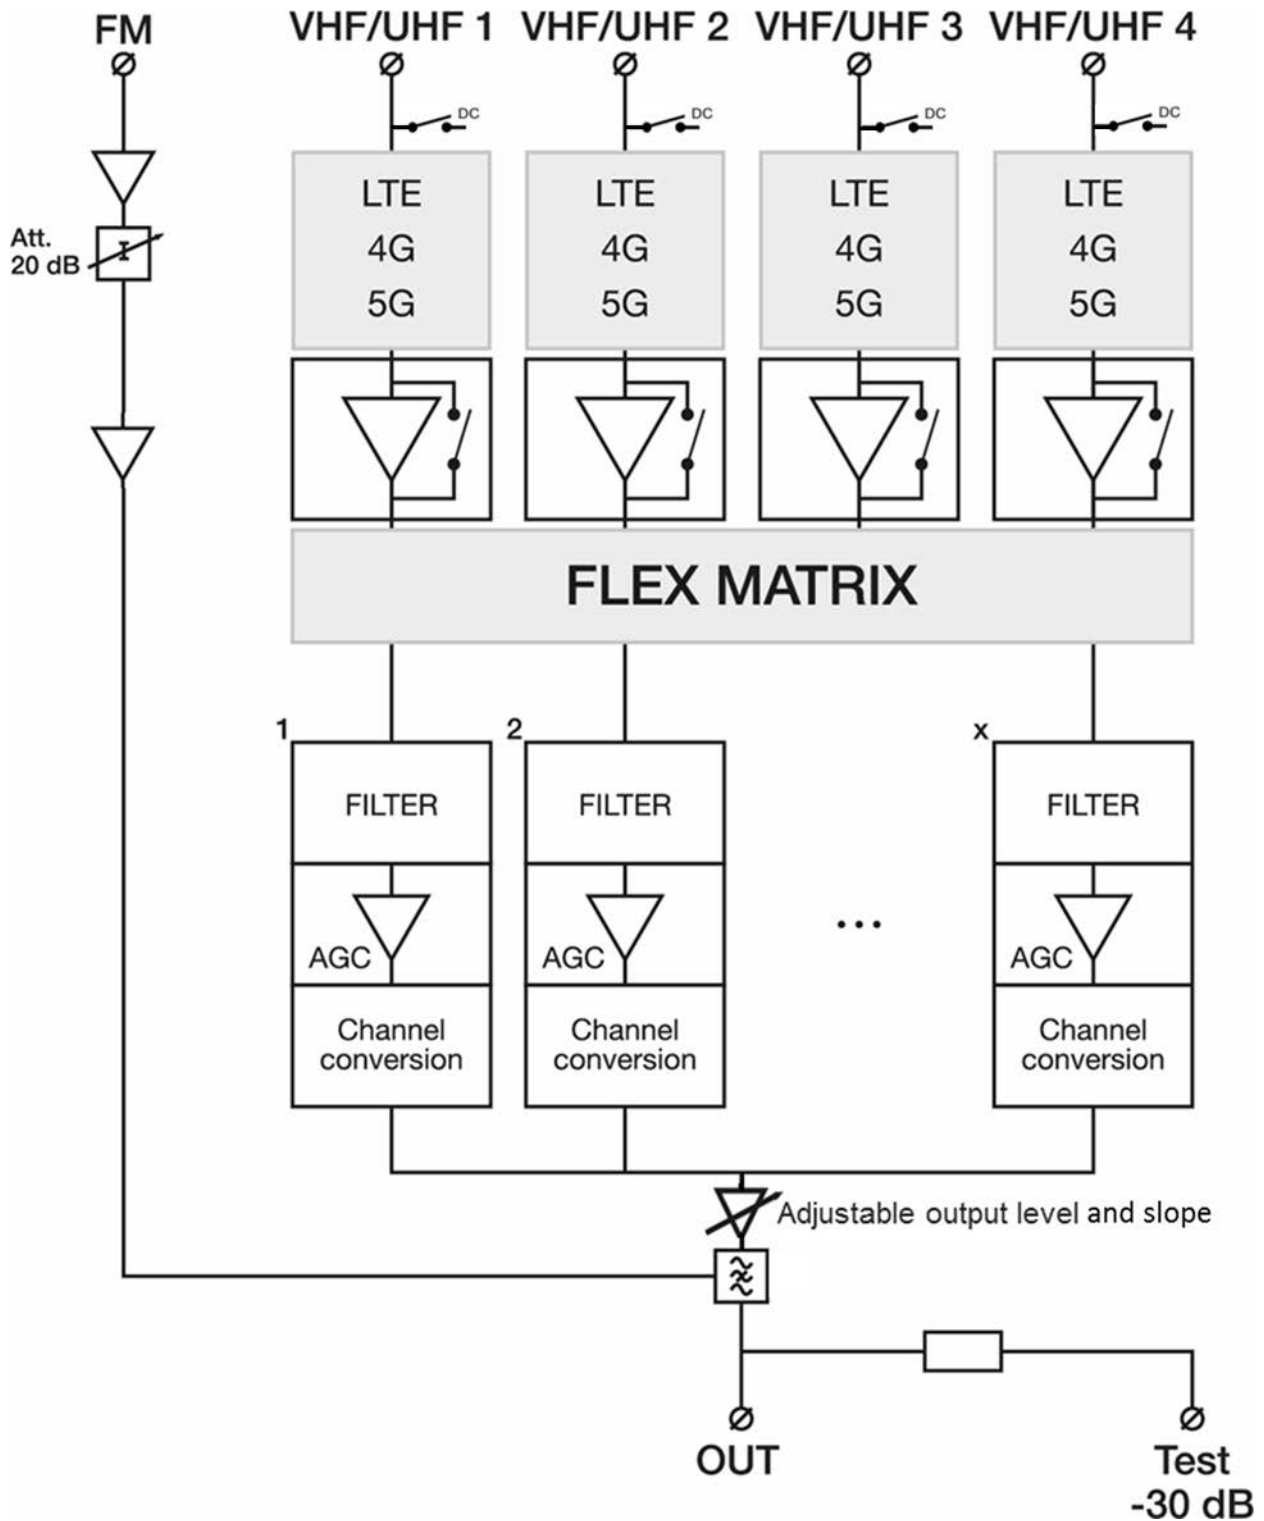 FM
VHF/UHF 1
VHF/UHF 2
VHF/UHF 3
VHF/UHF 4
DC
DC
DC
DC
Att.
20 dB
LTE
4G
5G
LTE
4G
5G
LTE
4G
5G
LTE
4G
5G
FLEX MATRIX
1
FILTER
AGC
Channel
conversion
2
FILTER
AGC
Channel
conversion
...
x
FILTER
AGC
Channel
conversion
Adjustable output level and slope
OUT
Test
-30 dB